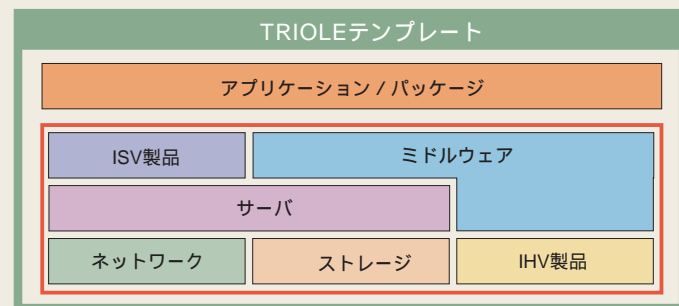 TRIOLEテンプレート
アプリケーション / パッケージ
ISV製品
ミドルウェア
サーバ
ネットワーク
ストレージ
IHV製品